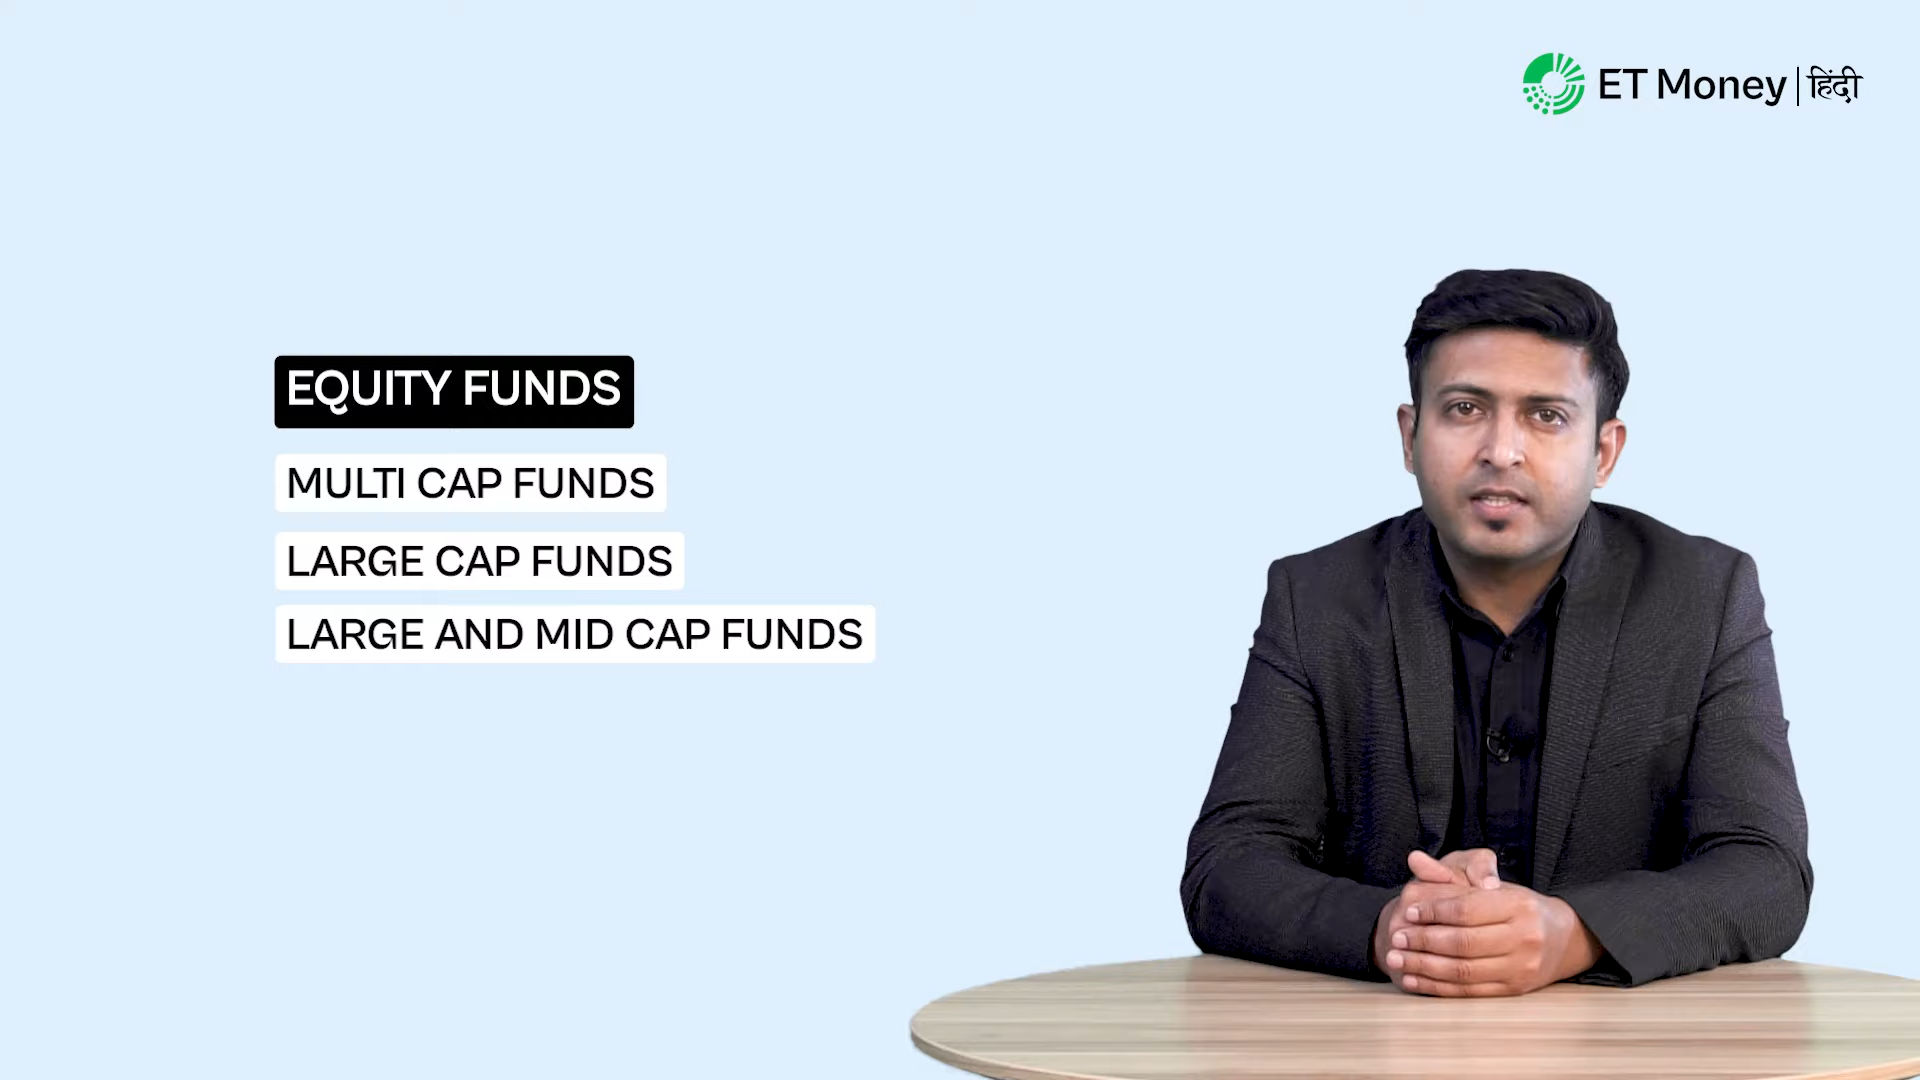 ET Money | हिंदी
EQUITY FUNDS
MULTI CAP FUNDS
LARGE CAP FUNDS
LARGE AND MID CAP FUNDS